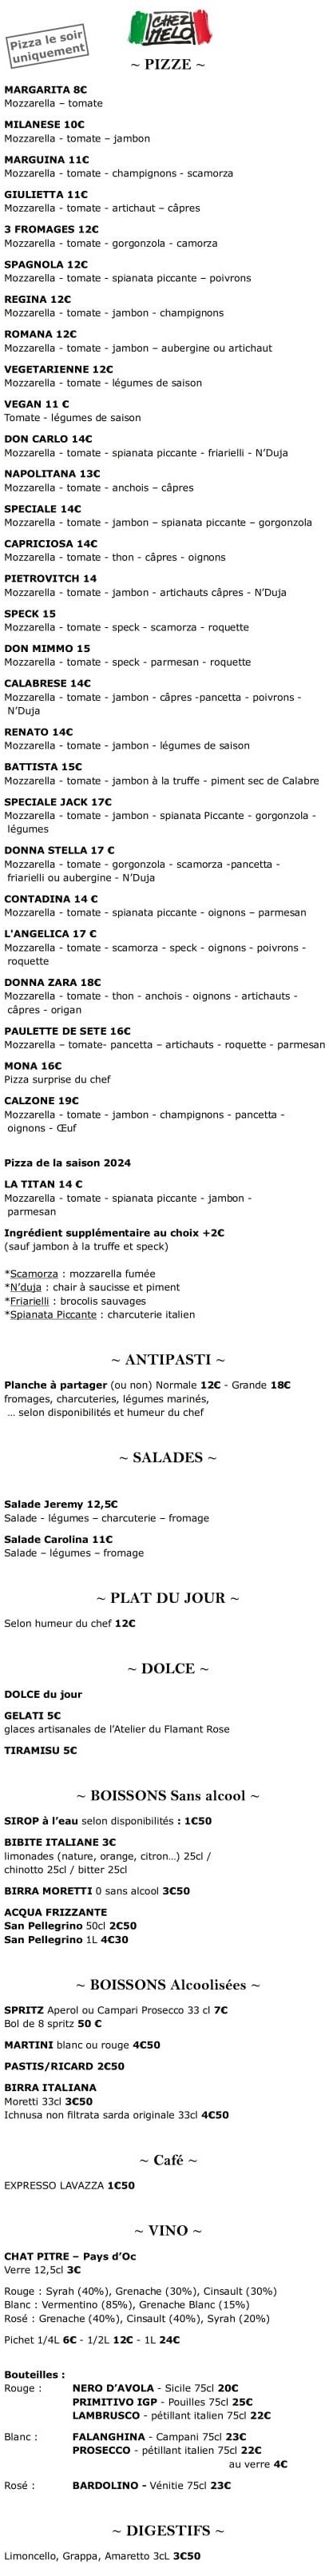 Pizza le soir
uniquement
CHEZ
MELO
~ PIZZE ~
MARGARITA 8€
Mozzarella – tomate
MILANESE 10€
Mozzarella - tomate – jambon
MARGUINA 11€
Mozzarella - tomate - champignons - scamorza
GIULIETTA 11€
Mozzarella - tomate - artichaut – câpres
3 FROMAGES 12€
Mozzarella - tomate - gorgonzola - camorza
SPAGNOLA 12€
Mozzarella - tomate - spianata piccante – poivrons
REGINA 12€
Mozzarella - tomate - jambon - champignons
ROMANA 12€
Mozzarella - tomate - jambon – aubergine ou artichaut
VEGETARIENNE 12€
Mozzarella - tomate - légumes de saison
VEGAN 11 €
Tomate - légumes de saison
DON CARLO 14€
Mozzarella - tomate - spianata piccante - friarielli - N’Duja
NAPOLITANA 13€
Mozzarella - tomate - anchois – câpres
SPECIALE 14€
Mozzarella - tomate - jambon – spianata piccante – gorgonzola
CAPRICIOSA 14€
Mozzarella - tomate - thon - câpres - oignons
PIETROVITCH 14
Mozzarella - tomate - jambon - artichauts câpres - N’Duja
SPECK 15
Mozzarella - tomate - speck - scamorza - roquette
DON MIMMO 15
Mozzarella - tomate - speck - parmesan - roquette
CALABRESE 14€
Mozzarella - tomate - jambon - câpres -pancetta - poivrons -
N’Duja
RENATO 14€
Mozzarella - tomate - jambon - légumes de saison
BATTISTA 15€
Mozzarella - tomate - jambon à la truffe - piment sec de Calabre
SPECIALE JACK 17€
Mozzarella - tomate - jambon - spianata Piccante - gorgonzola -
légumes
DONNA STELLA 17 €
Mozzarella - tomate - gorgonzola - scamorza -pancetta -
friarielli ou aubergine - N’Duja
CONTADINA 14 €
Mozzarella - tomate - spianata piccante - oignons – parmesan
L'ANGELICA 17 €
Mozzarella - tomate - scamorza - speck - oignons - poivrons -
roquette
DONNA ZARA 18€
Mozzarella - tomate - thon - anchois - oignons - artichauts -
câpres - origan
PAULETTE DE SETE 16€
Mozzarella – tomate- pancetta – artichauts - roquette - parmesan
MONA 16€
Pizza surprise du chef
CALZONE 19€
Mozzarella - tomate - jambon - champignons - pancetta -
oignons - Œuf
Pizza de la saison 2024
LA TITAN 14 €
Mozzarella - tomate - spianata piccante - jambon -
parmesan
Ingrédient supplémentaire au choix +2€
(sauf jambon à la truffe et speck)
*Scamorza : mozzarella fumée
*N’duja : chair à saucisse et piment
*Friarielli : brocolis sauvages
*Spianata Piccante : charcuterie italien
~ ANTIPASTI ~
Planche à partager (ou non) Normale 12€ - Grande 18€
fromages, charcuteries, légumes marinés,
... selon disponibilités et humeur du chef
~ SALADES ~
Salade Jeremy 12,5€
Salade - légumes – charcuterie – fromage
Salade Carolina 11€
Salade – légumes – fromage
~ PLAT DU JOUR ~
Selon humeur du chef 12€
~ DOLCE ~
DOLCE du jour
GELATI 5€
glaces artisanales de l’Atelier du Flamant Rose
TIRAMISU 5€
~ BOISSONS Sans alcool ~
SIROP à l’eau selon disponibilités : 1€50
BIBITE ITALIANE 3€
limonades (nature, orange, citron…) 25cl /
chinotto 25cl / bitter 25cl
BIRRA MORETTI 0 sans alcool 3€50
ACQUA FRIZZANTE
San Pellegrino 50cl 2€50
San Pellegrino 1L 4€30
~ BOISSONS Alcoolisées ~
SPRITZ Aperol ou Campari Prosecco 33 cl 7€
Bol de 8 spritz 50 €
MARTINI blanc ou rouge 4€50
PASTIS/RICARD 2€50
BIRRA ITALIANA
Moretti 33cl 3€50
Ichnusa non filtrata sarda originale 33cl 4€50
~ Café ~
EXPRESSO LAVAZZA 1€50
~ VINO ~
CHAT PITRE – Pays d’Oc
Verre 12,5cl 3€
Rouge : Syrah (40%), Grenache (30%), Cinsault (30%)
Blanc : Vermentino (85%), Grenache Blanc (15%)
Rosé : Grenache (40%), Cinsault (40%), Syrah (20%)
Pichet 1/4L 6€ - 1/2L 12€ - 1L 24€
Bouteilles :
Rouge : NERO D’AVOLA - Sicile 75cl 20€
PRIMITIVO IGP - Pouilles 75cl 25€
LAMBRUSCO - pétillant italien 75cl 22€
Blanc : FALANGHINA - Campani 75cl 23€
PROSECCO - pétillant italien 75cl 22€
au verre 4€
Rosé : BARDOLINO - Vénitie 75cl 23€
~ DIGESTIFS ~
Limoncello, Grappa, Amaretto 3cL 3€50